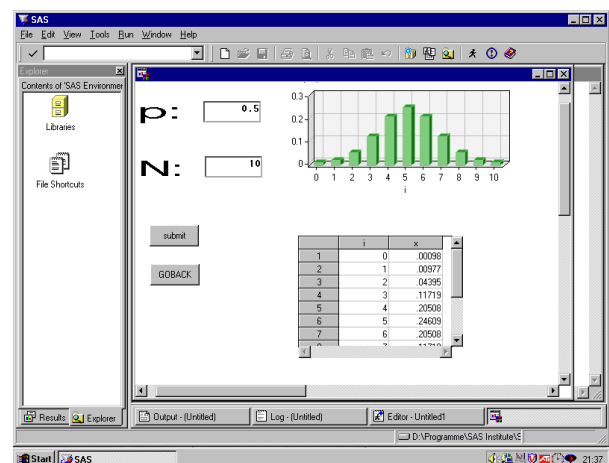 SAS
File Edit View Tools Run Window Help
Explorer
Contents of 'SAS Environmer
Libraries
File Shortcuts
p: 0.5
N: 10
submit
GOBACK
0.3
0.2
0.1
0
0 1 2 3 4 5 6 7 8 9 10
i
i x
1 0 .00098
2 1 .00977
3 2 .04395
4 3 .11719
5 4 .20508
6 5 .24609
7 6 .20508
Results Explorer
Output - (Untitled) Log - (Untitled) Editor - Untitled1
D:\Programme\SAS Institute\S
Start SAS 21:37